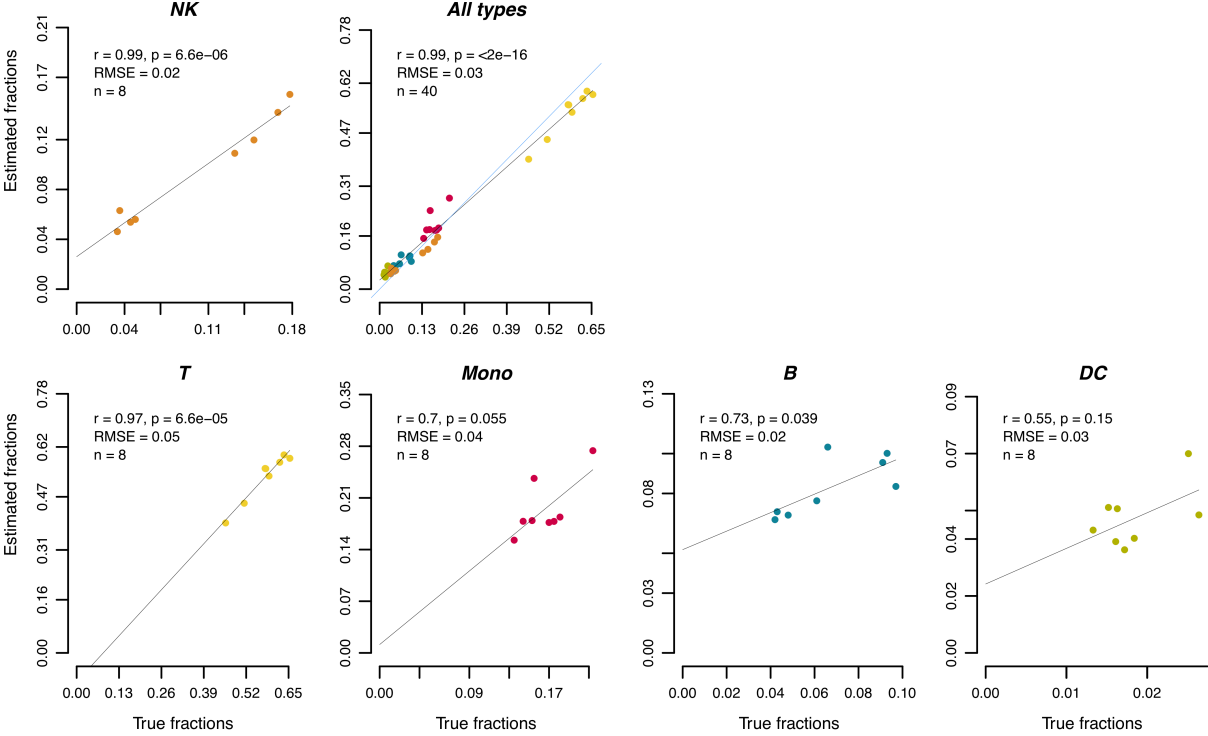 NK
r = 0.99, p = 6.6e−06
RMSE = 0.02
n = 8
Estimated fractions
0.00 0.04 0.08 0.12 0.17 0.21
0.00 0.04 0.11 0.18
All types
r = 0.99, p = <2e−16
RMSE = 0.03
n = 40
0.00 0.16 0.31 0.47 0.62 0.78
0.00 0.13 0.26 0.39 0.52 0.65
T
r = 0.97, p = 6.6e−05
RMSE = 0.05
n = 8
Estimated fractions
0.00 0.16 0.31 0.47 0.62 0.78
0.00 0.13 0.26 0.39 0.52 0.65
True fractions
Mono
r = 0.7, p = 0.055
RMSE = 0.04
n = 8
0.00 0.07 0.14 0.21 0.28 0.35
0.00 0.09 0.17
True fractions
B
r = 0.73, p = 0.039
RMSE = 0.02
n = 8
0.00 0.03 0.08 0.13
0.00 0.02 0.04 0.06 0.08 0.10
True fractions
DC
r = 0.55, p = 0.15
RMSE = 0.03
n = 8
0.00 0.02 0.04 0.07 0.09
0.00 0.01 0.02
True fractions